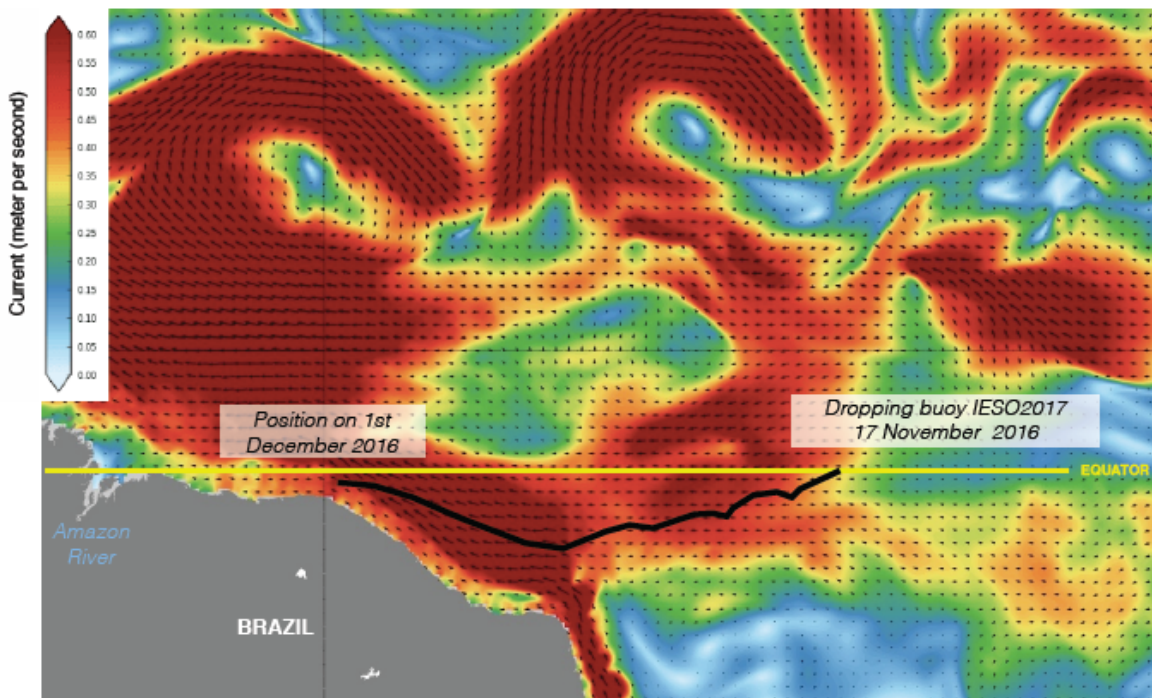 0.60
0.55
0.50
0.45
0.40
0.35
0.30
0.25
0.20
0.15
0.10
0.05
0.00
Current (meter per second)
Position on 1st
December 2016
Dropping buoy IESO2017
17 November 2016
EQUATOR
Amazon
River
BRAZIL